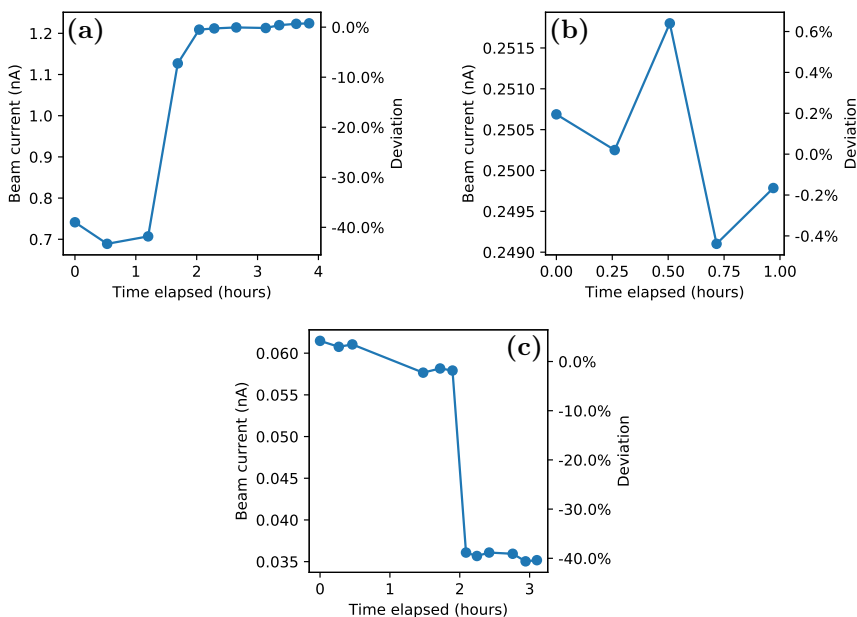 (a)
Beam current (nA)
1.2
1.1
1.0
0.9
0.8
0.7
0.0%
-10.0%
-20.0%
-30.0%
-40.0%
Deviation
0 1 2 3 4
Time elapsed (hours)
(b)
Beam current (nA)
0.2515
0.2510
0.2505
0.2500
0.2495
0.2490
0.6%
0.4%
0.2%
0.0%
-0.2%
-0.4%
Deviation
0.00 0.25 0.50 0.75 1.00
Time elapsed (hours)
(c)
Beam current (nA)
0.060
0.055
0.050
0.045
0.040
0.035
0.0%
-10.0%
-20.0%
-30.0%
-40.0%
Deviation
0 1 2 3
Time elapsed (hours)